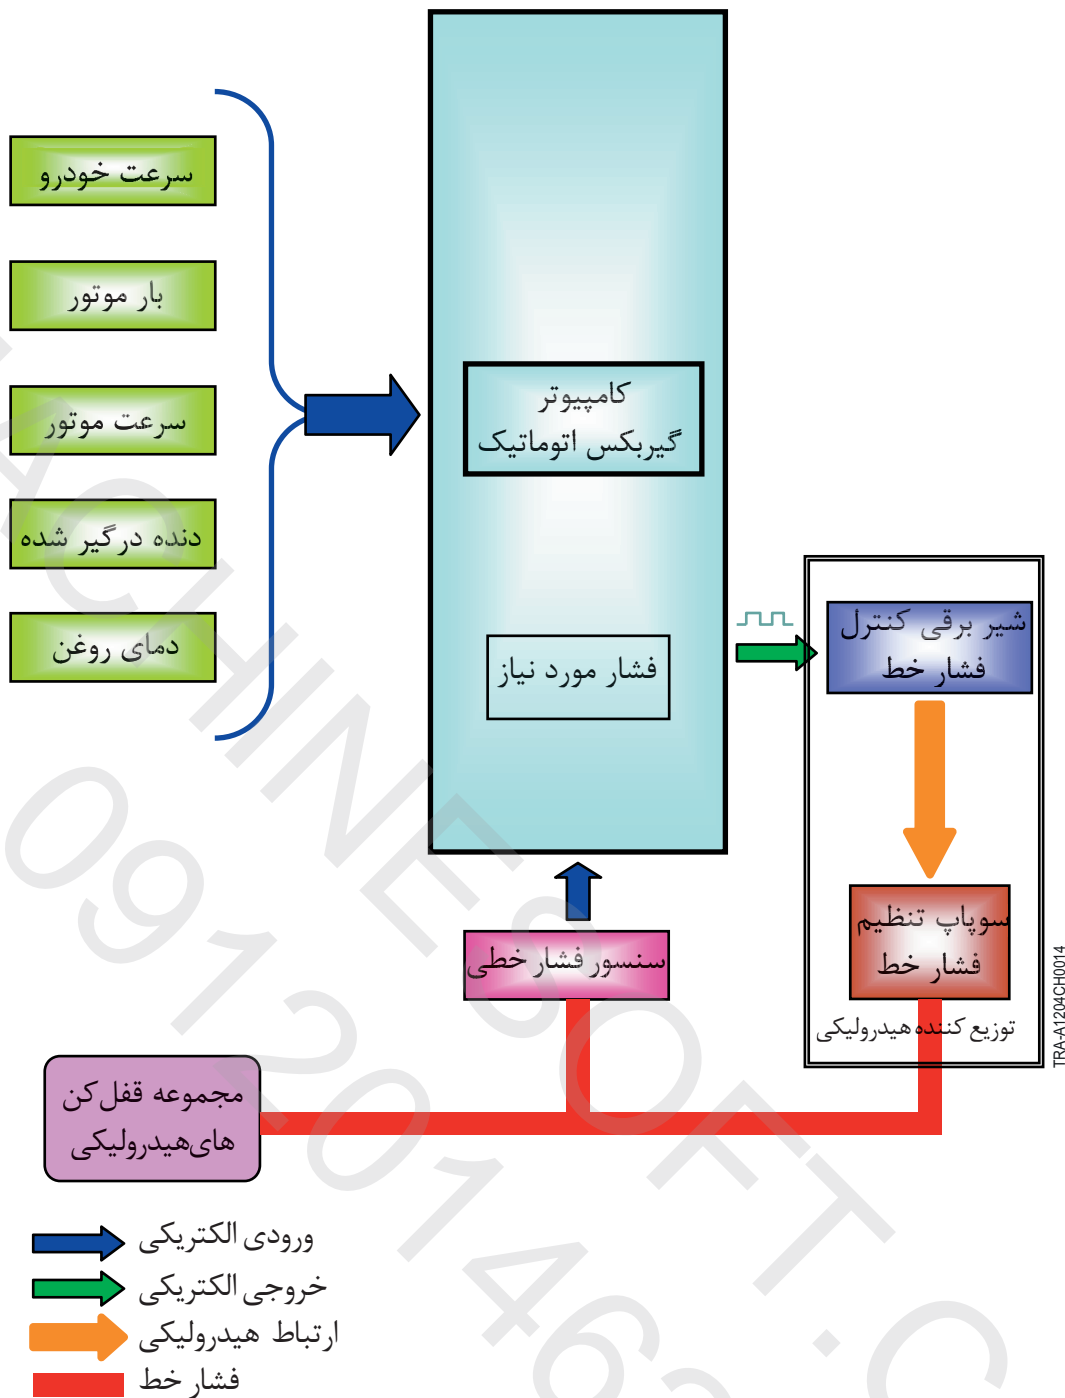 سرعت خودرو
بار موتور
سرعت موتور
دنده درگیر شده
دمای روغن
کامپیوتر
گیربکس اتوماتیک
فشار مورد نیاز
شیر برقی کنترل
فشار خط
سوپاپ تنظیم
فشار خط
توزیع کننده هیدرولیکی
سنسور فشار خطی
مجموعه قفل کن
های هیدرولیکی
ورودی الکتریکی
خروجی الکتریکی
ارتباط هیدرولیکی
فشار خط
TRA-A1204CH0014